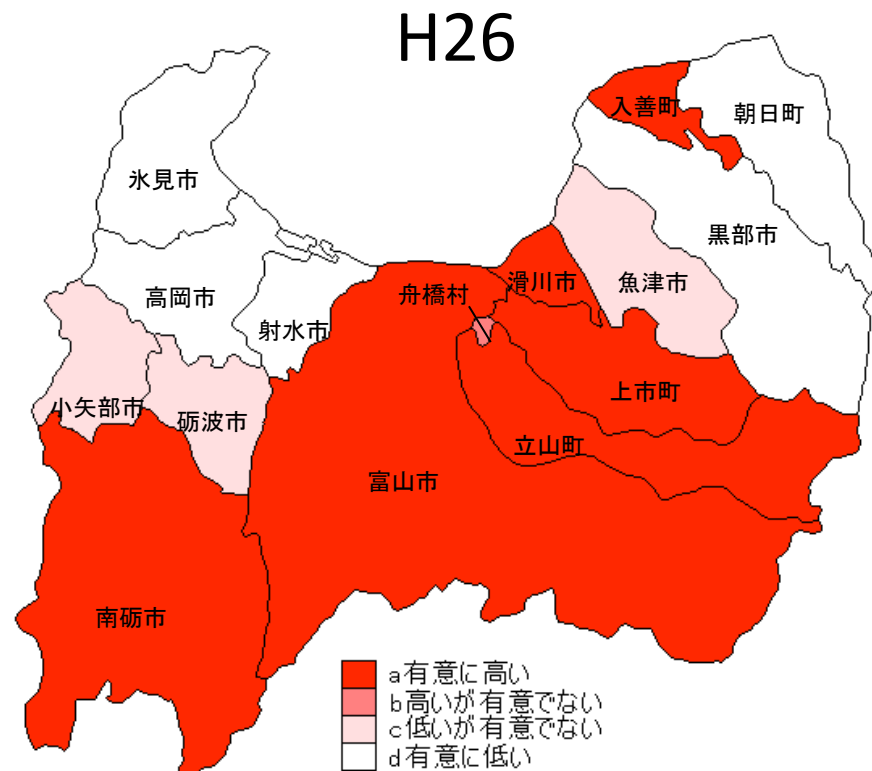 H26
入善町
朝日町
氷見市
黒部市
高岡市
舟橋村
滑川市
魚津市
射水市
小矢部市
砺波市
上市町
立山町
富山市
南砺市
a有意に高い
b高いが有意でない
c低いが有意でない
d有意に低い